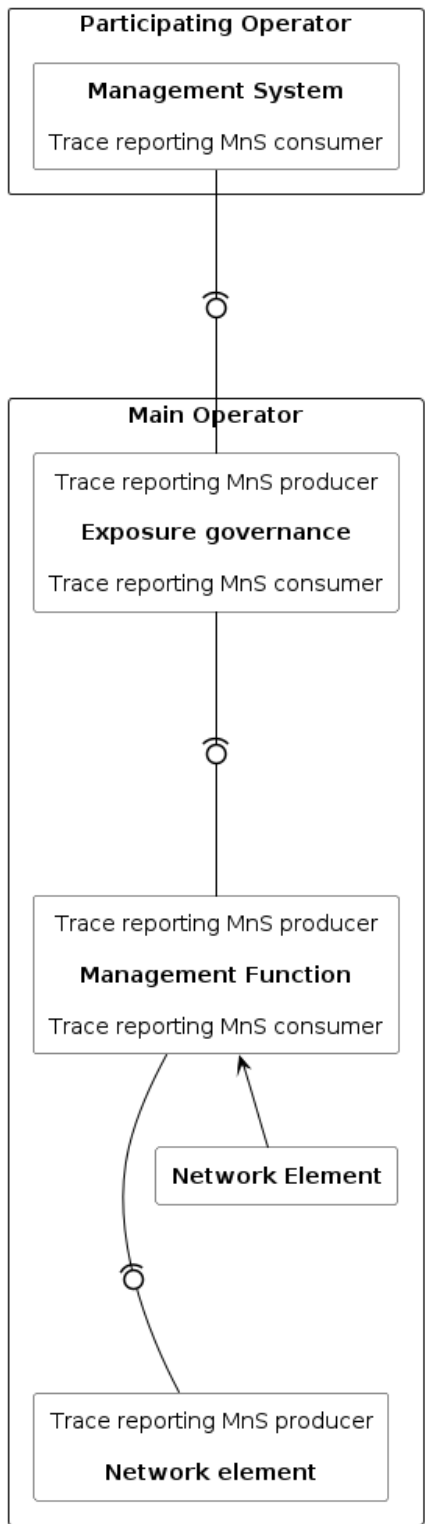 Participating Operator
Management System
Trace reporting MnS consumer
Main Operator
Trace reporting MnS producer
Exposure governance
Trace reporting MnS consumer
Trace reporting MnS producer
Management Function
Trace reporting MnS consumer
Network Element
Trace reporting MnS producer
Network element